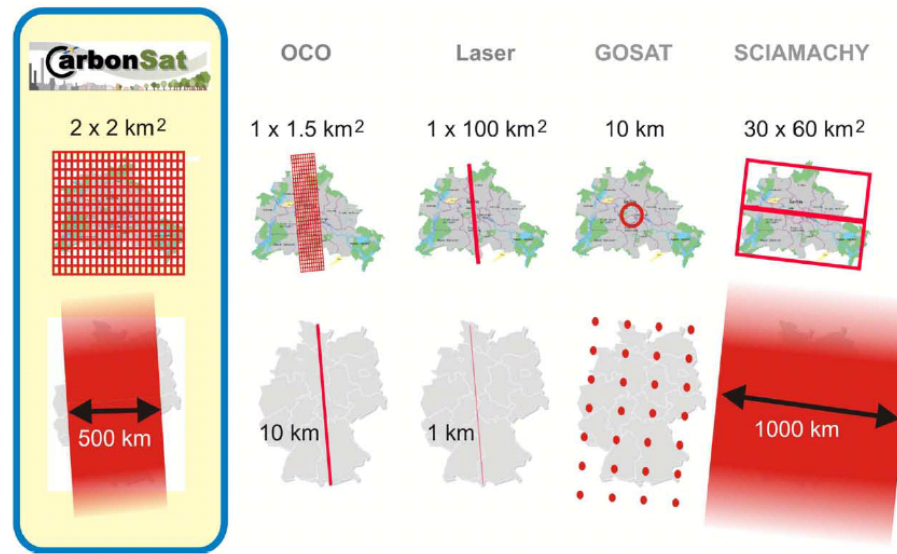 CarbonSat
OCO
Laser
GOSAT
SCIAMACHY
2 x 2 km²
1 x 1.5 km²
1 x 100 km²
10 km
30 x 60 km²
500 km
10 km
1 km
1000 km